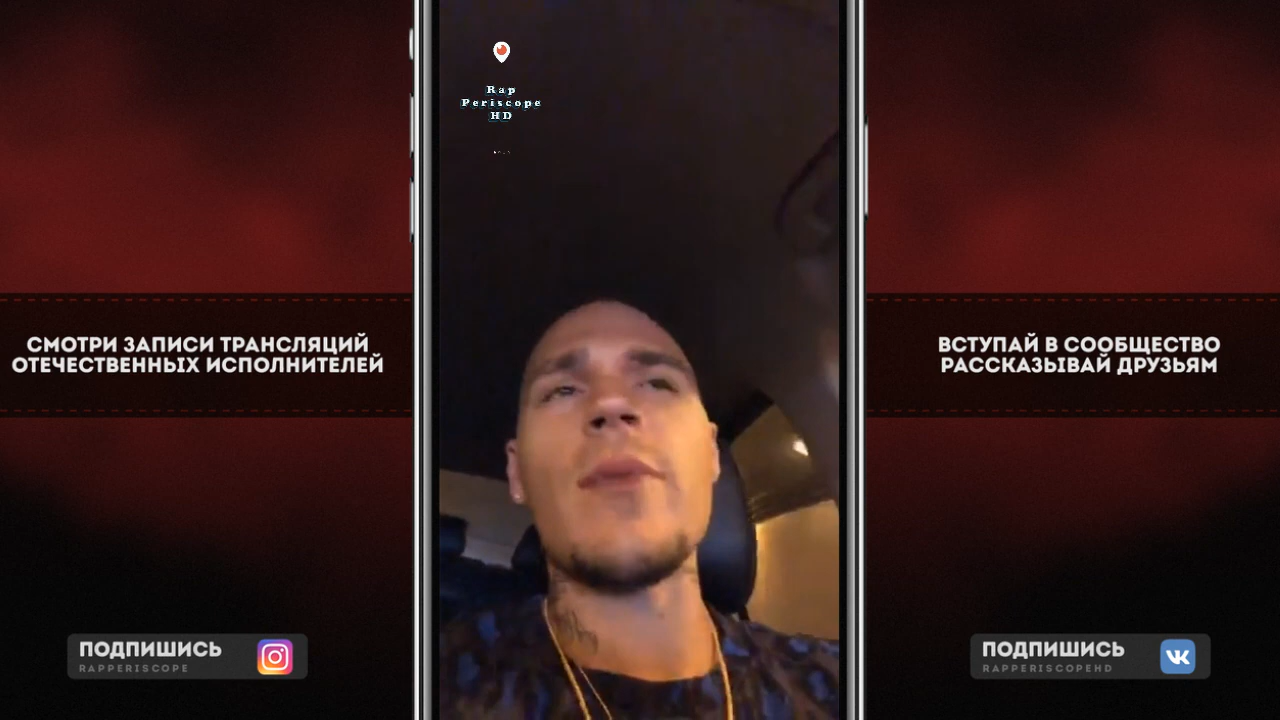 Rap
Periscope
HD
СМОТРИ ЗАПИСИ ТРАНСЛЯЦИЙ
ОТЕЧЕСТВЕННЫХ ИСПОЛНИТЕЛЕЙ
ВСТУПАЙ В СООБЩЕСТВО
РАССКАЗЫВАЙ ДРУЗЬЯМ
ПОДПИШИСЬ
RAPPERISCOPE
ПОДПИШИСЬ
RAPPERISCOPEHD